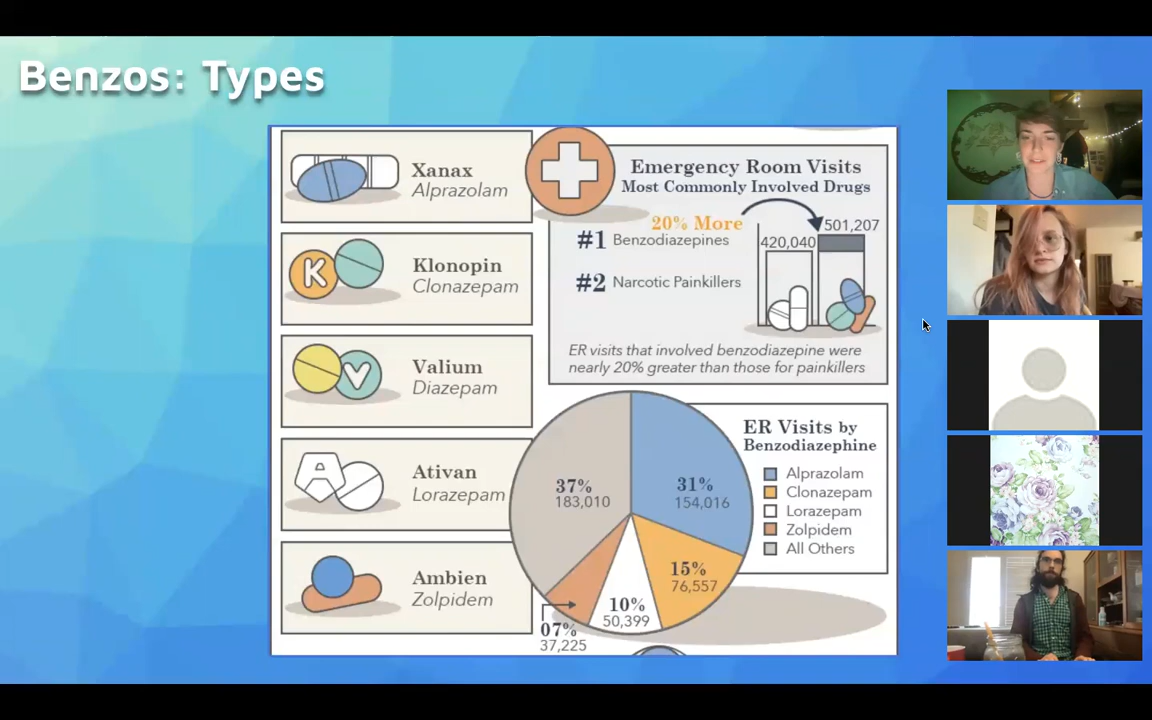 Benzos: Types
Xanax
Alprazolam
Klonopin
Clonazepam
Valium
Diazepam
Ativan
Lorazepam
Ambien
Zolpidem
K
V
A
Emergency Room Visits
Most Commonly Involved Drugs
20% More
#1 Benzodiazepines
#2 Narcotic Painkillers
420,040
501,207
ER visits that involved benzodiazepine were
nearly 20% greater than those for painkillers
ER Visits by
Benzodiazephine
Alprazolam
Clonazepam
Lorazepam
Zolpidem
All Others
37%
183,010
31%
154,016
15%
76,557
10%
50,399
07%
37,225